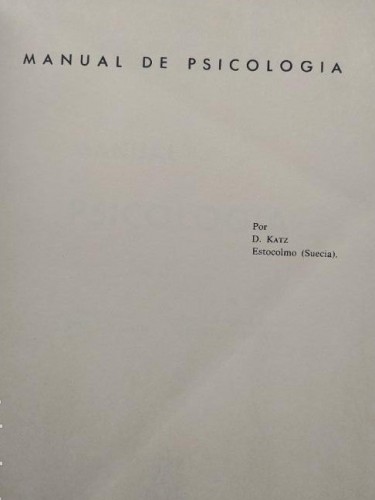 MANUAL DE PSICOLOGIA
Por
D. KATZ
Estocolmo (Suecia).